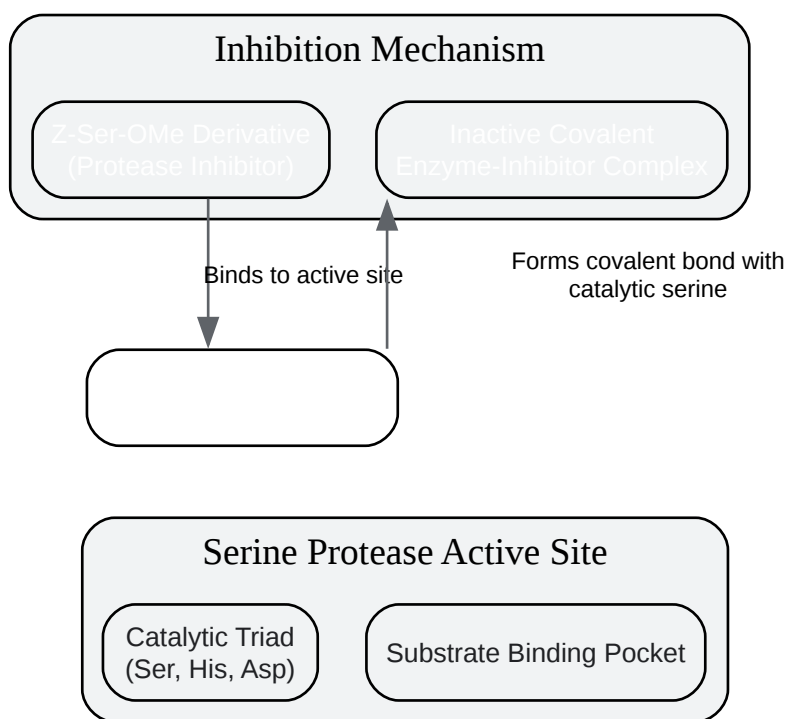 Inhibition Mechanism
Z-Ser-OMe Derivative
(Protease Inhibitor)
Inactive Covalent
Enzyme-Inhibitor Complex
Binds to active site
Forms covalent bond with
catalytic serine
Serine Protease Active Site
Catalytic Triad
(Ser, His, Asp)
Substrate Binding Pocket